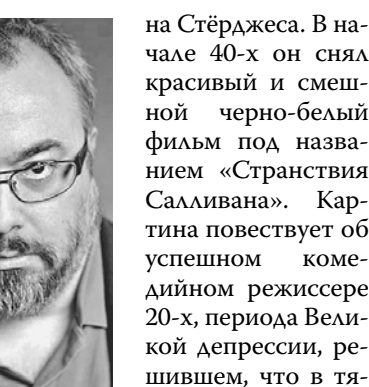 на Стёрджеса. В на-
чале 40-х он снял
красивый и смеш-
ной черно-белый
фильм под назва-
нием «Странствия
Салливана». Кар-
тина повествует об
успешном коме-
дийном режиссере
20-х, периода Вели-
кой депрессии, ре-
шившем, что в тя-